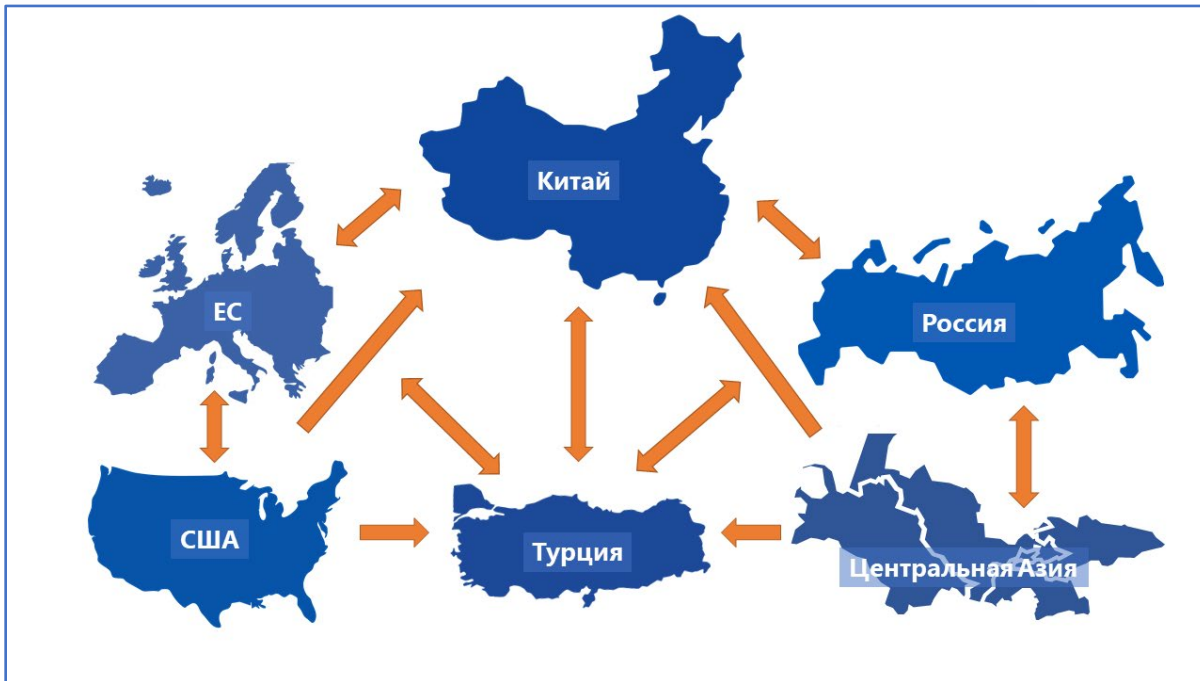 Китай
ЕС
Россия
США
Турция
Центральная Азия